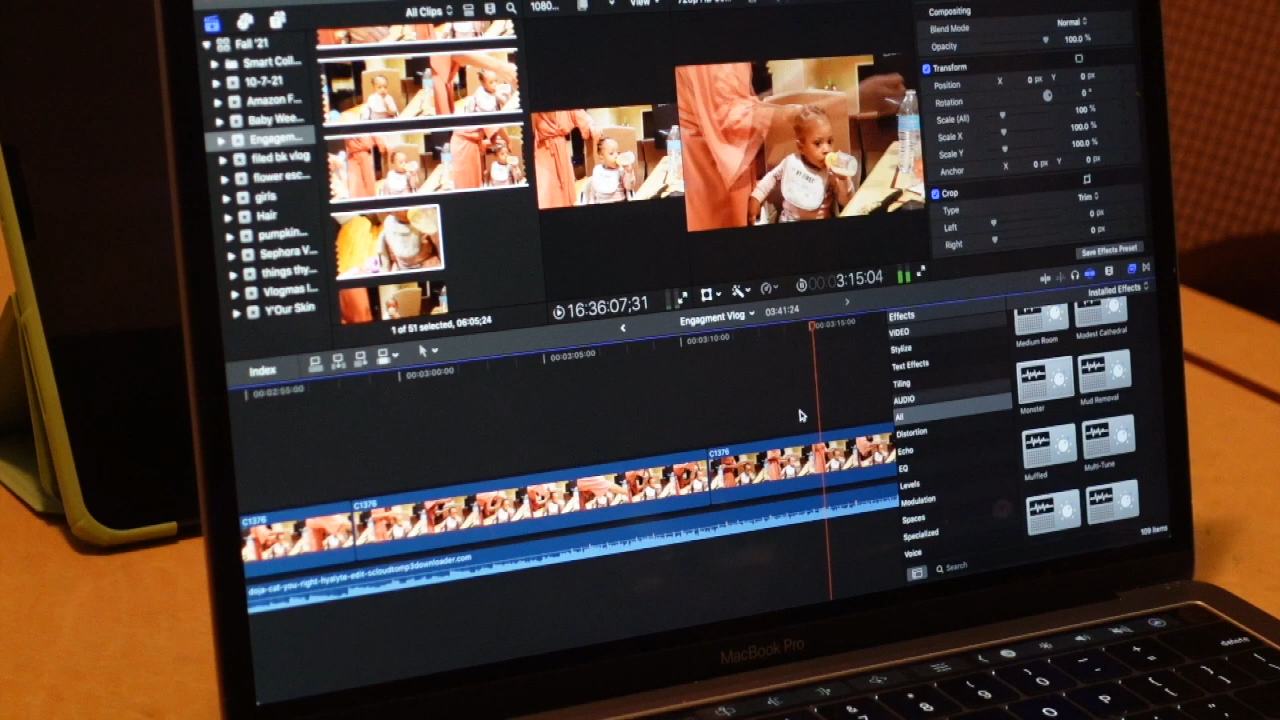 All Clips
1080...
View
Fall '21
Smart Coll...
10-7-21
Amazon F...
Baby Wee...
Engagem...
filed bk vlog
flower esc...
girls
Hair
pumpkin...
Sephora V...
things thy...
Vlogmas I...
Y'Our Skin
1 of 51 selected, 06:05;24
16:36:07;31
3:15:04
Compositing
Blend Mode Normal
Opacity 100.0 %
Transform
Position X 0 px Y 0 px
Rotation 0 °
Scale (All) 100 %
Scale X 100.0 %
Scale Y 100.0 %
Anchor X 0 px Y 0 px
Crop
Type Trim
Left 0 px
Right 0 px
Save Effects Preset
Index
Engagment Vlog
03:41:24
00:02:55:00
00:03:00:00
00:03:05:00
00:03:10:00
00:03:15:00
C1376
C1376
C1376
doja-cat-you-right-hyalyte-edit-scloudtomp3downloader.com
Effects
Installed Effects
VIDEO
Stylize
Text Effects
Tiling
AUDIO
All
Distortion
Echo
EQ
Levels
Modulation
Spaces
Specialized
Voice
Medium Room
Modest Cathedral
Monster
Mud Removal
Muffled
Multi-Tune
Search
109 items
MacBook Pro
delete
7
8
9
0
O
P